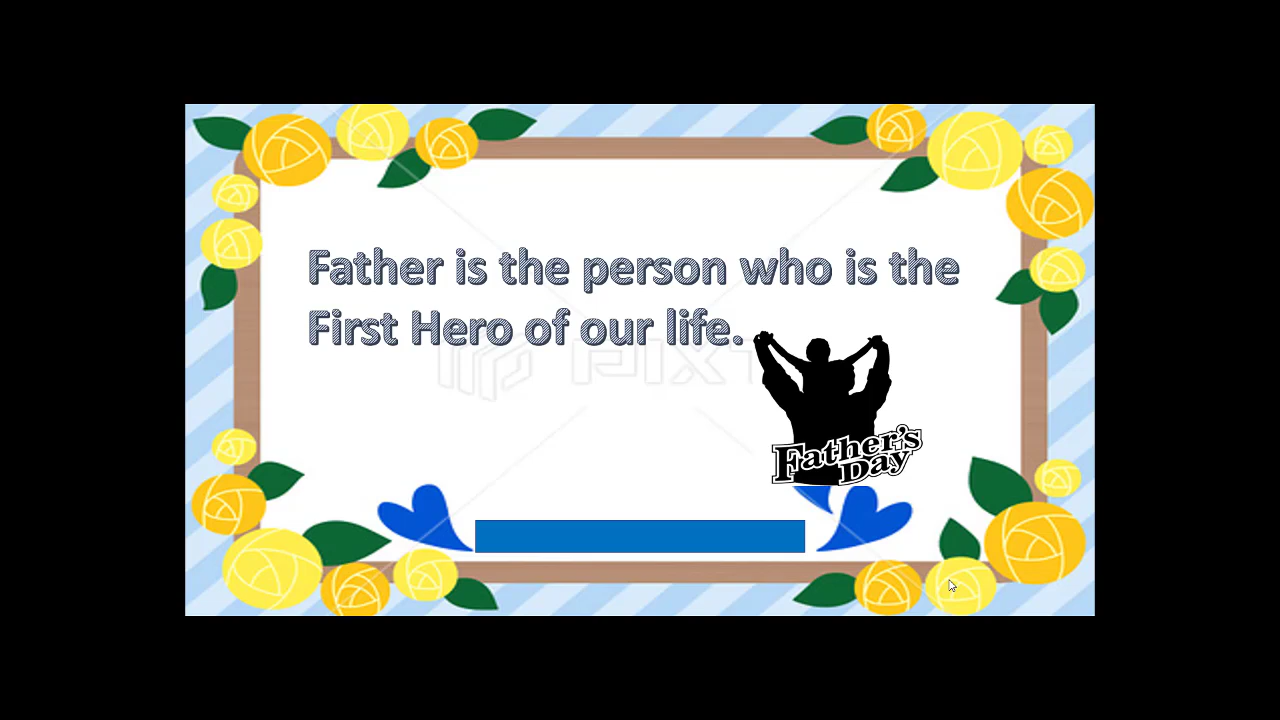 Father is the person who is the
First Hero of our life.
Father's
Day